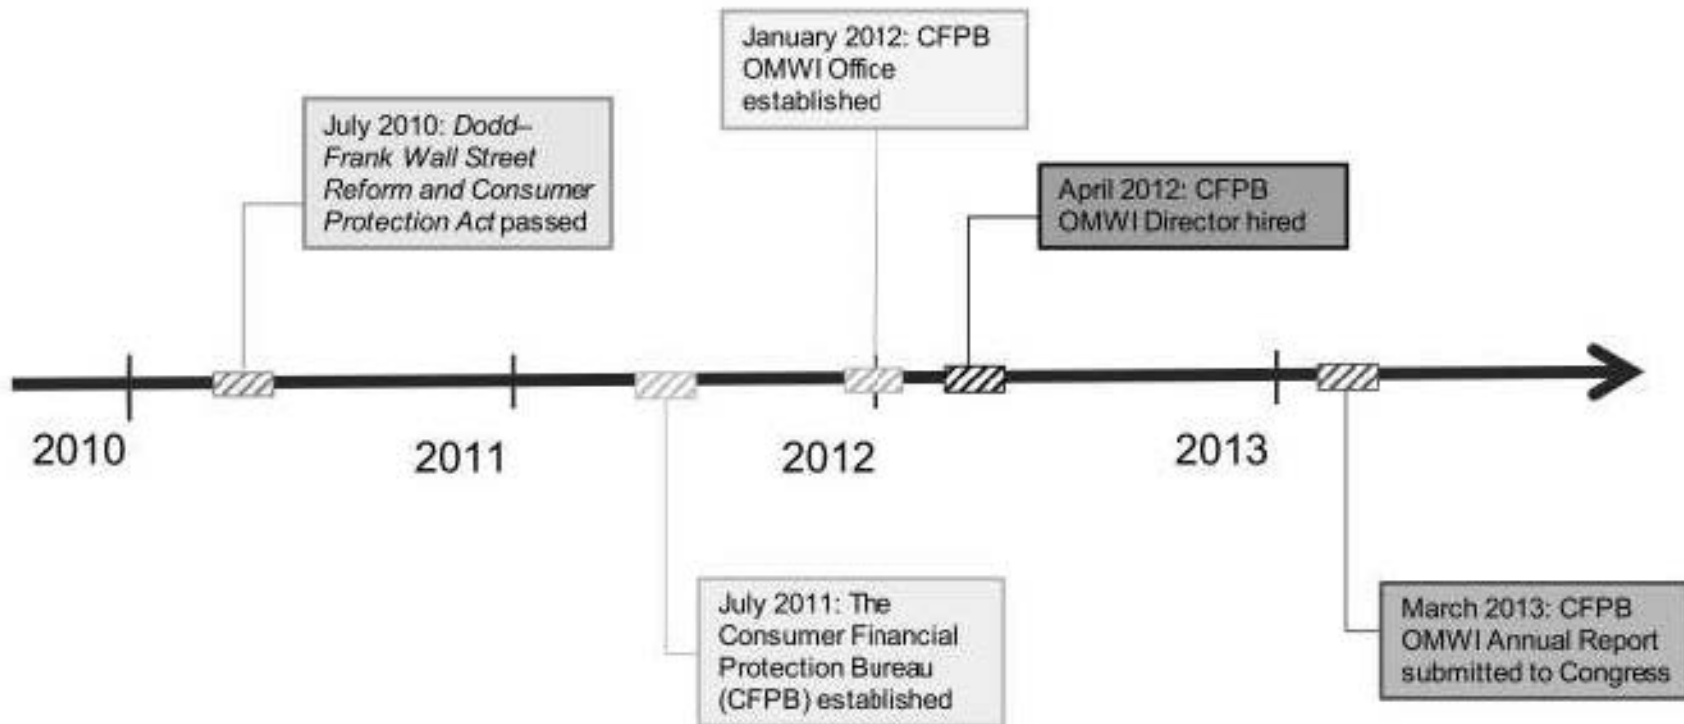 January 2012: CFPB
OMWI Office
established
July 2010: Dodd–
Frank Wall Street
Reform and Consumer
Protection Act passed
April 2012: CFPB
OMWI Director hired
2010
2011
2012
2013
July 2011: The
Consumer Financial
Protection Bureau
(CFPB) established
March 2013: CFPB
OMWI Annual Report
submitted to Congress